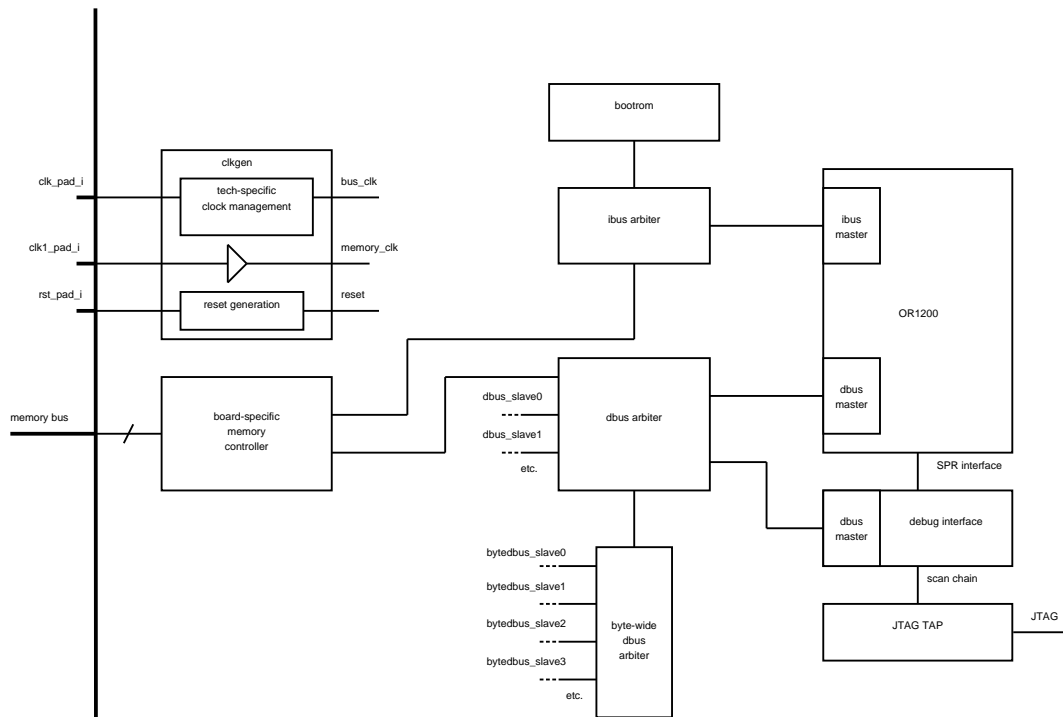 bootrom
clkgen
clk_pad_i
tech-specific
clock management
bus_clk
ibus arbiter
ibus
master
clk1_pad_i
memory_clk
rst_pad_i
reset generation
reset
OR1200
memory bus
board-specific
memory
controller
dbus_slave0
dbus_slave1
etc.
dbus arbiter
dbus
master
SPR interface
dbus
master
debug interface
bytedbus_slave0
bytedbus_slave1
bytedbus_slave2
bytedbus_slave3
etc.
byte-wide
dbus
arbiter
scan chain
JTAG TAP
JTAG